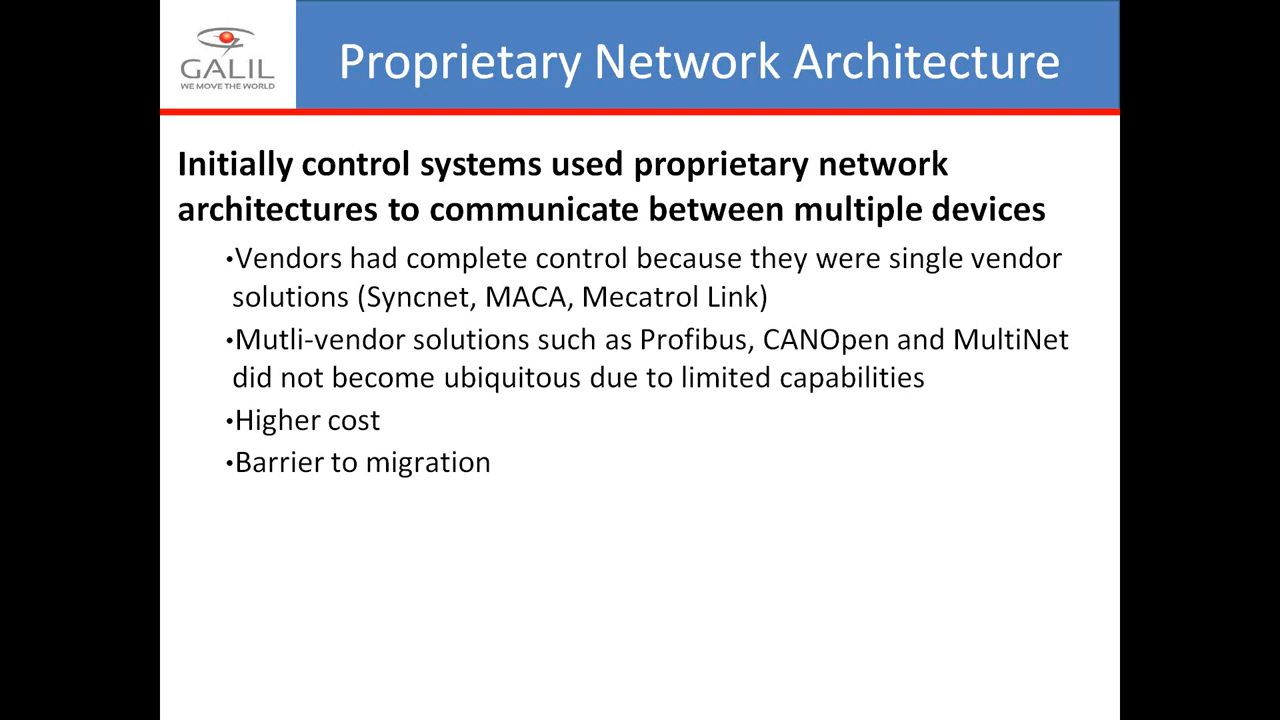 GALIL
WE MOVE THE WORLD
Proprietary Network Architecture
Initially control systems used proprietary network
architectures to communicate between multiple devices
•Vendors had complete control because they were single vendor
solutions (Syncnet, MACA, Mecatrol Link)
•Mutli-vendor solutions such as Profibus, CANOpen and MultiNet
did not become ubiquitous due to limited capabilities
•Higher cost
•Barrier to migration